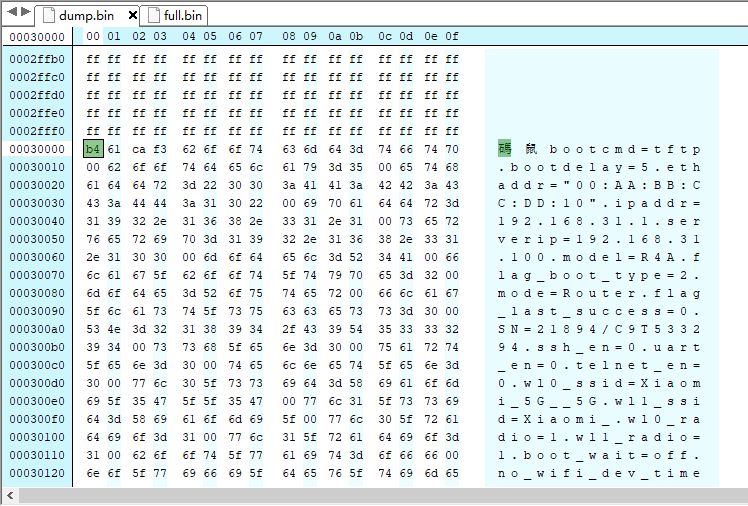 dump.bin × full.bin
00030000 00 01 02 03 04 05 06 07 08 09 0a 0b 0c 0d 0e 0f
0002ffb0 ff ff ff ff ff ff ff ff ff ff ff ff ff ff ff ff
0002ffc0 ff ff ff ff ff ff ff ff ff ff ff ff ff ff ff ff
0002ffd0 ff ff ff ff ff ff ff ff ff ff ff ff ff ff ff ff
0002ffe0 ff ff ff ff ff ff ff ff ff ff ff ff ff ff ff ff
0002fff0 ff ff ff ff ff ff ff ff ff ff ff ff ff ff ff ff
00030000 b4 61 ca f3 62 6f 6f 74 63 6d 64 3d 74 66 74 70 碼鼠bootcmd=tftp
00030010 00 62 6f 6f 74 64 65 6c 61 79 3d 35 00 65 74 68 .bootdelay=5.eth
00030020 61 64 64 72 3d 22 30 30 3a 41 41 3a 42 42 3a 43 addr="00:AA:BB:C
00030030 43 3a 44 44 3a 31 30 22 00 69 70 61 64 64 72 3d C:DD:10".ipaddr=
00030040 31 39 32 2e 31 36 38 2e 33 31 2e 31 00 73 65 72 192.168.31.1.ser
00030050 76 65 72 69 70 3d 31 39 32 2e 31 36 38 2e 33 31 verip=192.168.31
00030060 2e 31 30 30 00 6d 6f 64 65 6c 3d 52 34 41 00 66 .100.model=R4A.f
00030070 6c 61 67 5f 62 6f 6f 74 5f 74 79 70 65 3d 32 00 lag_boot_type=2.
00030080 6d 6f 64 65 3d 52 6f 75 74 65 72 00 66 6c 61 67 mode=Router.flag
00030090 5f 6c 61 73 74 5f 73 75 63 63 65 73 73 3d 30 00 _last_success=0.
000300a0 53 4e 3d 32 31 38 39 34 2f 43 39 54 35 33 33 32 SN=21894/C9T5332
000300b0 39 34 00 73 73 68 5f 65 6e 3d 30 00 75 61 72 74 94.ssh_en=0.uart
000300c0 5f 65 6e 3d 30 00 74 65 6c 6e 65 74 5f 65 6e 3d _en=0.telnet_en=
000300d0 30 00 77 6c 30 5f 73 73 69 64 3d 58 69 61 6f 6d 0.wl0_ssid=Xiaom
000300e0 69 5f 35 47 5f 5f 35 47 00 77 6c 31 5f 73 73 69 i_5G__5G.wl1_ssi
000300f0 64 3d 58 69 61 6f 6d 69 5f 00 77 6c 30 5f 72 61 d=Xiaomi_.wl0_ra
00030100 64 69 6f 3d 31 00 77 6c 31 5f 72 61 64 69 6f 3d dio=1.wl1_radio=
00030110 31 00 62 6f 6f 74 5f 77 61 69 74 3d 6f 66 66 00 1.boot_wait=off.
00030120 6e 6f 5f 77 69 66 69 5f 64 65 76 5f 74 69 6d 65 no_wifi_dev_time